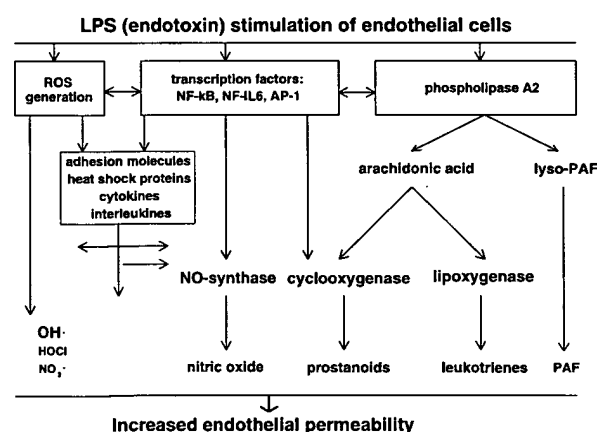 LPS (endotoxin) stimulation of endothelial cells
ROS
generation
transcription factors:
NF-kB, NF-IL6, AP-1
phospholipase A2
adhesion molecules
heat shock proteins
cytokines
interleukines
arachidonic acid
lyso-PAF
NO-synthase
cyclooxygenase
lipoxygenase
OH·
HOCl
NO₃·
nitric oxide
prostanoids
leukotrienes
PAF
Increased endothelial permeability